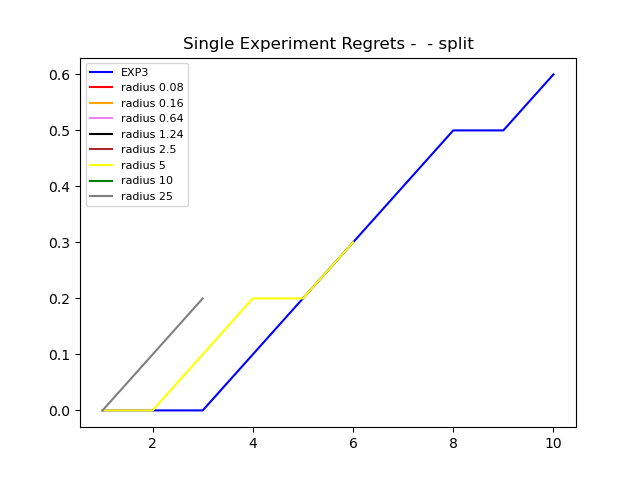 Single Experiment Regrets -  - split
EXP3
radius 0.08
radius 0.16
radius 0.64
radius 1.24
radius 2.5
radius 5
radius 10
radius 25
0.6
0.5
0.4
0.3
0.2
0.1
0.0
2 4 6 8 10